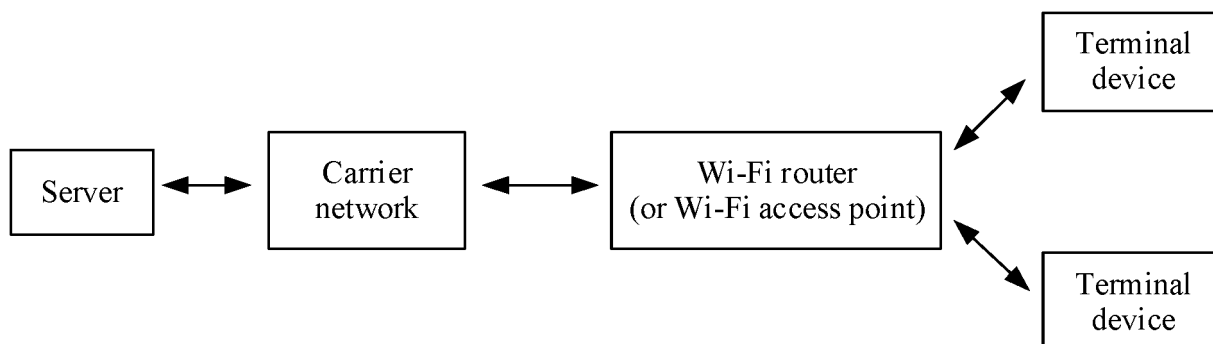 Terminal
device
Server
Carrier
network
Wi-Fi router
(or Wi-Fi access point)
Terminal
device